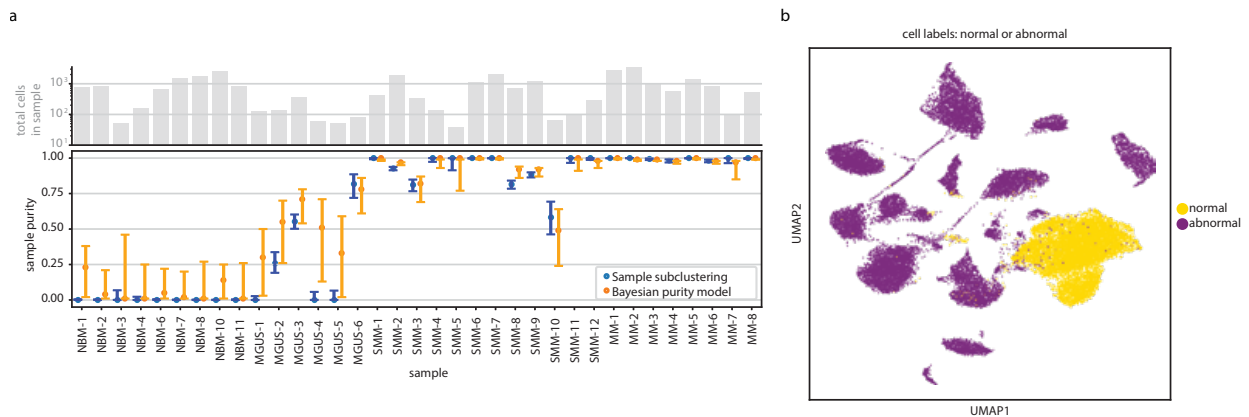 a
total cells
in sample
10³
10²
10¹
sample purity
1.00
0.75
0.50
0.25
0.00
Sample subclustering
Bayesian purity model
NBM-1
NBM-2
NBM-3
NBM-4
NBM-6
NBM-7
NBM-8
NBM-10
NBM-11
MGUS-1
MGUS-2
MGUS-3
MGUS-4
MGUS-5
MGUS-6
SMM-1
SMM-2
SMM-3
SMM-4
SMM-5
SMM-6
SMM-7
SMM-8
SMM-9
SMM-10
SMM-11
SMM-12
MM-1
MM-2
MM-3
MM-4
MM-5
MM-6
MM-7
MM-8
sample
b
cell labels: normal or abnormal
UMAP2
UMAP1
normal
abnormal